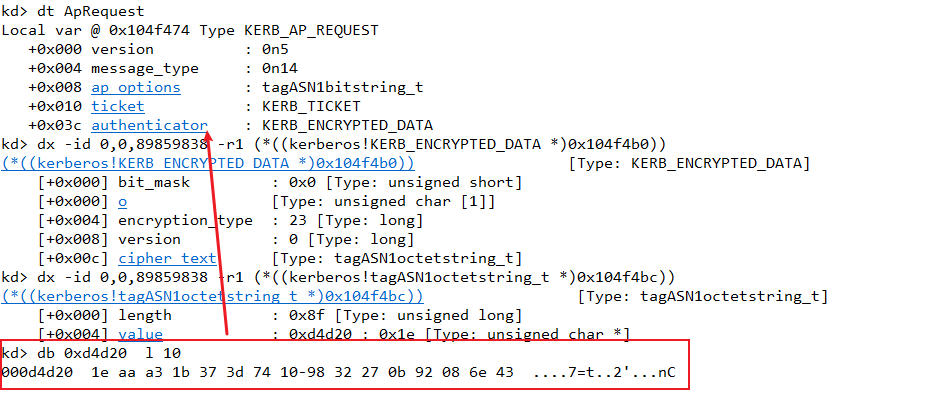 kd> dt ApRequest
Local var @ 0x104f474 Type KERB_AP_REQUEST
   +0x000 version          : 0n5
   +0x004 message_type     : 0n14
   +0x008 ap_options       : tagASN1bitstring_t
   +0x010 ticket           : KERB_TICKET
   +0x03c authenticator    : KERB_ENCRYPTED_DATA
kd> dx -id 0,0,89859838 -r1 (*((kerberos!KERB_ENCRYPTED_DATA *)0x104f4b0))
(*((kerberos!KERB_ENCRYPTED_DATA *)0x104f4b0))                 [Type: KERB_ENCRYPTED_DATA]
    [+0x000] bit_mask         : 0x0 [Type: unsigned short]
    [+0x000] o                [Type: unsigned char [1]]
    [+0x004] encryption_type  : 23 [Type: long]
    [+0x008] version          : 0 [Type: long]
    [+0x00c] cipher_text      [Type: tagASN1octetstring_t]
kd> dx -id 0,0,89859838 -r1 (*((kerberos!tagASN1octetstring_t *)0x104f4bc))
(*((kerberos!tagASN1octetstring_t *)0x104f4bc))                 [Type: tagASN1octetstring_t]
    [+0x000] length           : 0x8f [Type: unsigned long]
    [+0x004] value            : 0xd4d20 : 0x1e [Type: unsigned char *]
kd> db 0xd4d20  l 10
000d4d20  1e aa a3 1b 37 3d 74 10-98 32 27 0b 92 08 6e 43  ....7=t..2'...nC